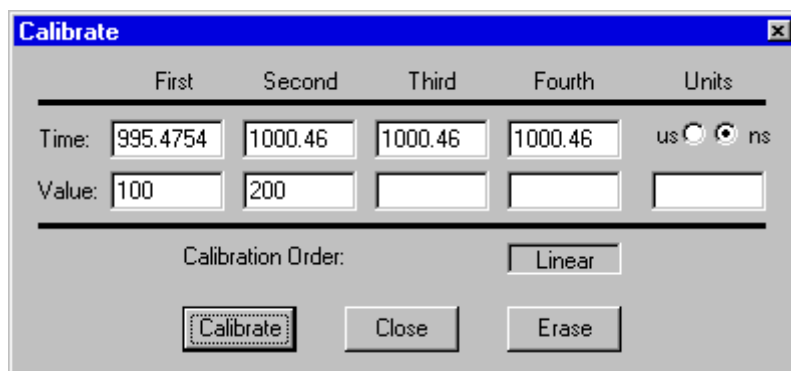 Calibrate
First Second Third Fourth Units
Time: 995.4754 1000.46 1000.46 1000.46 us ns
Value: 100 200
Calibration Order: Linear
Calibrate Close Erase